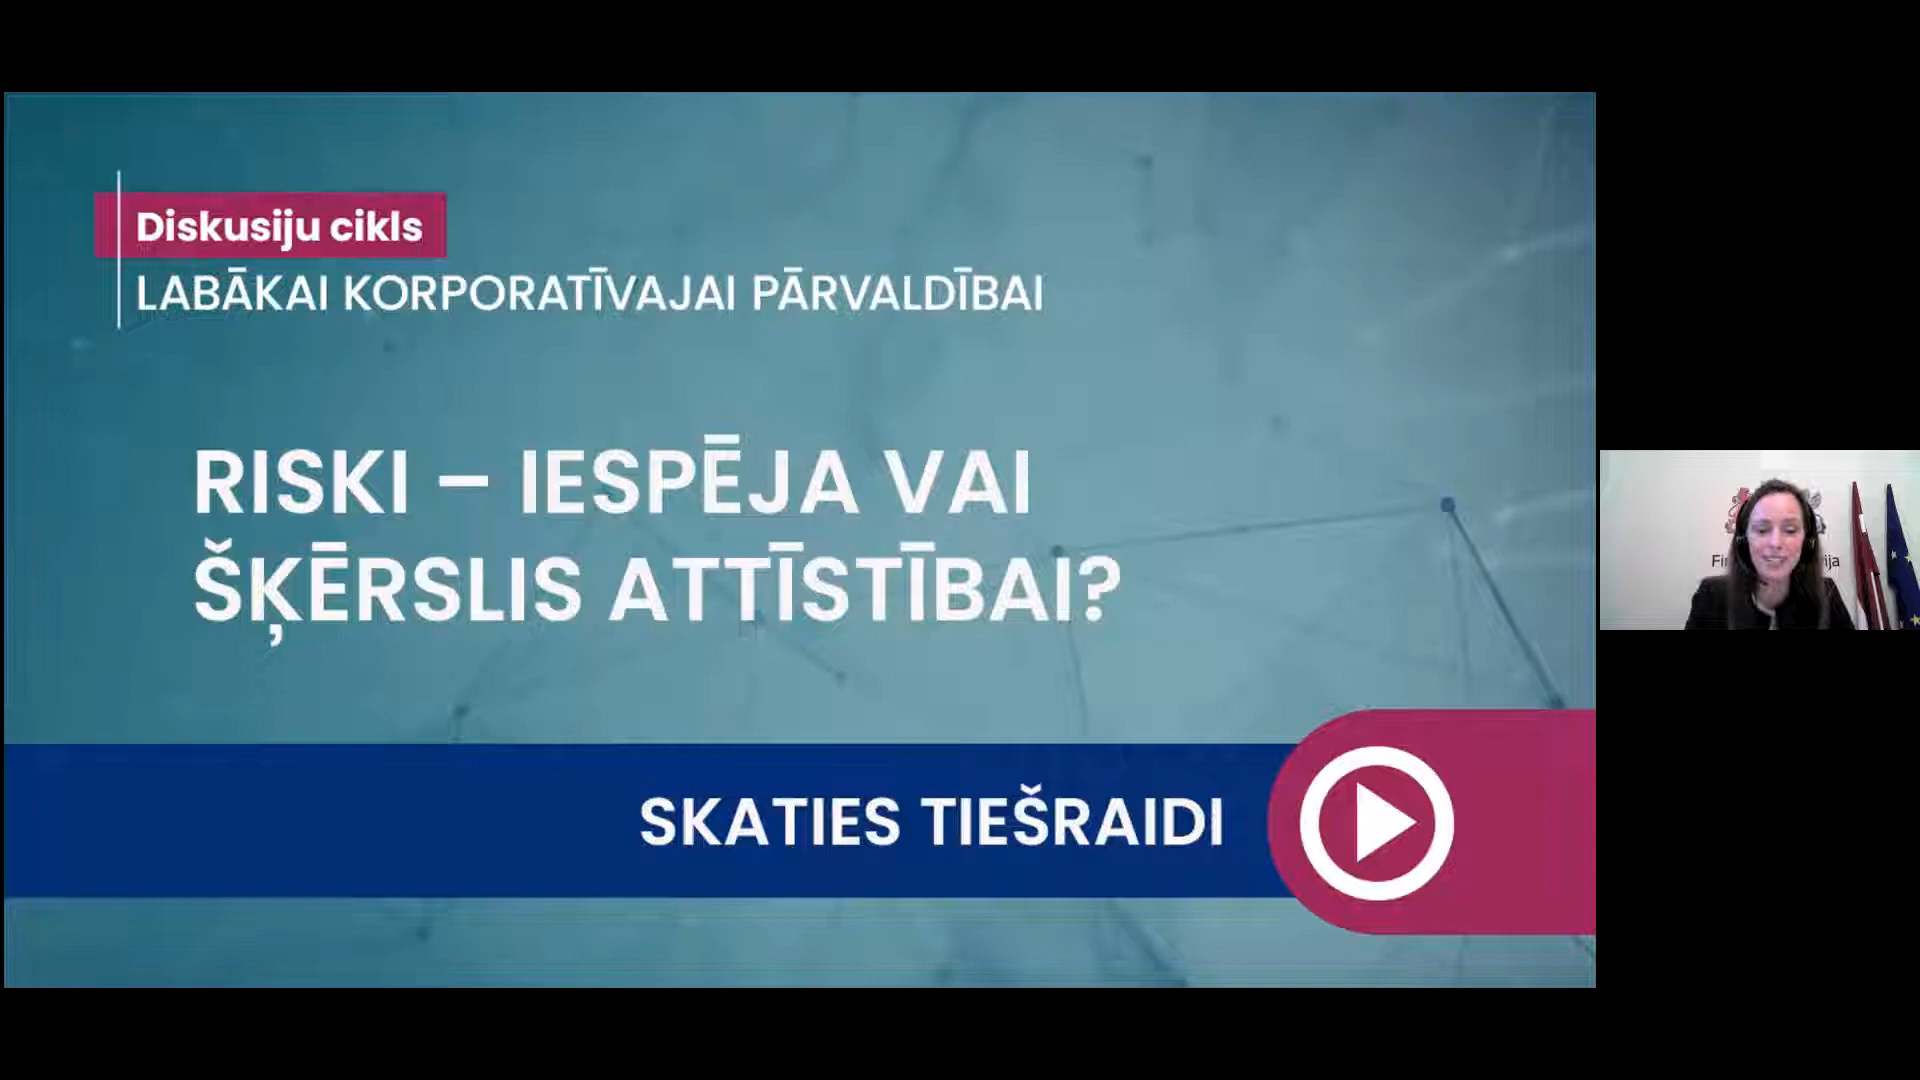 Diskusiju cikls
LABĀKAI KORPORATĪVAJAI PĀRVALDĪBAI
RISKI – IESPĒJA VAI
ŠĶĒRSLIS ATTĪSTĪBAI?
SKATIES TIEŠRAIDI